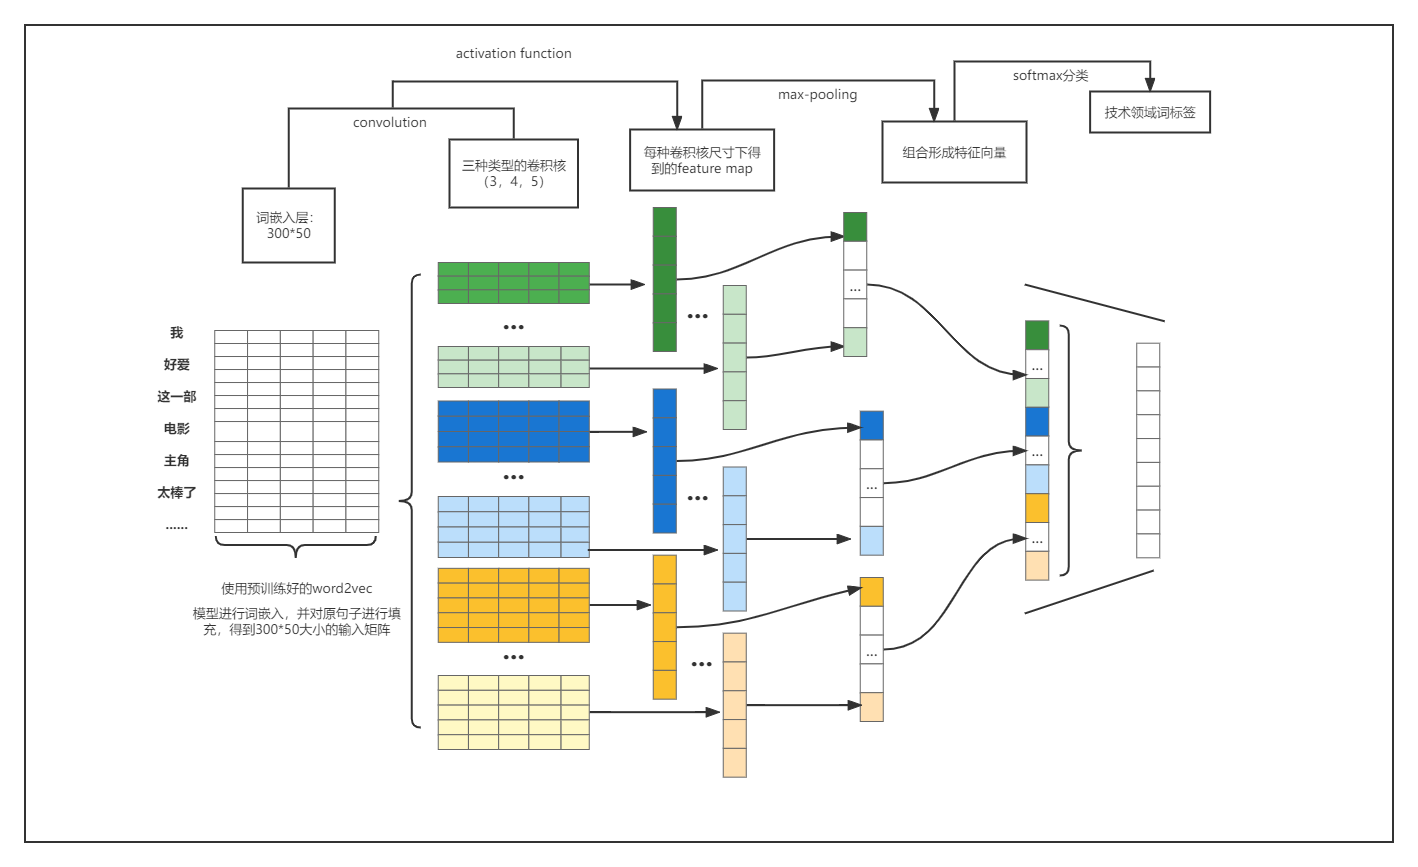 activation function
softmax分类
max-pooling
技术领域词标签
convolution
三种类型的卷积核
（3，4，5）
每种卷积核尺寸下得
到的feature map
组合形成特征向量
词嵌入层：
300*50
我
好爱
这一部
电影
主角
太棒了
......
...
...
...
...
...
...
...
...
...
...
...
...
使用预训练好的word2vec
模型进行词嵌入，并对原句子进行填
充，得到300*50大小的输入矩阵